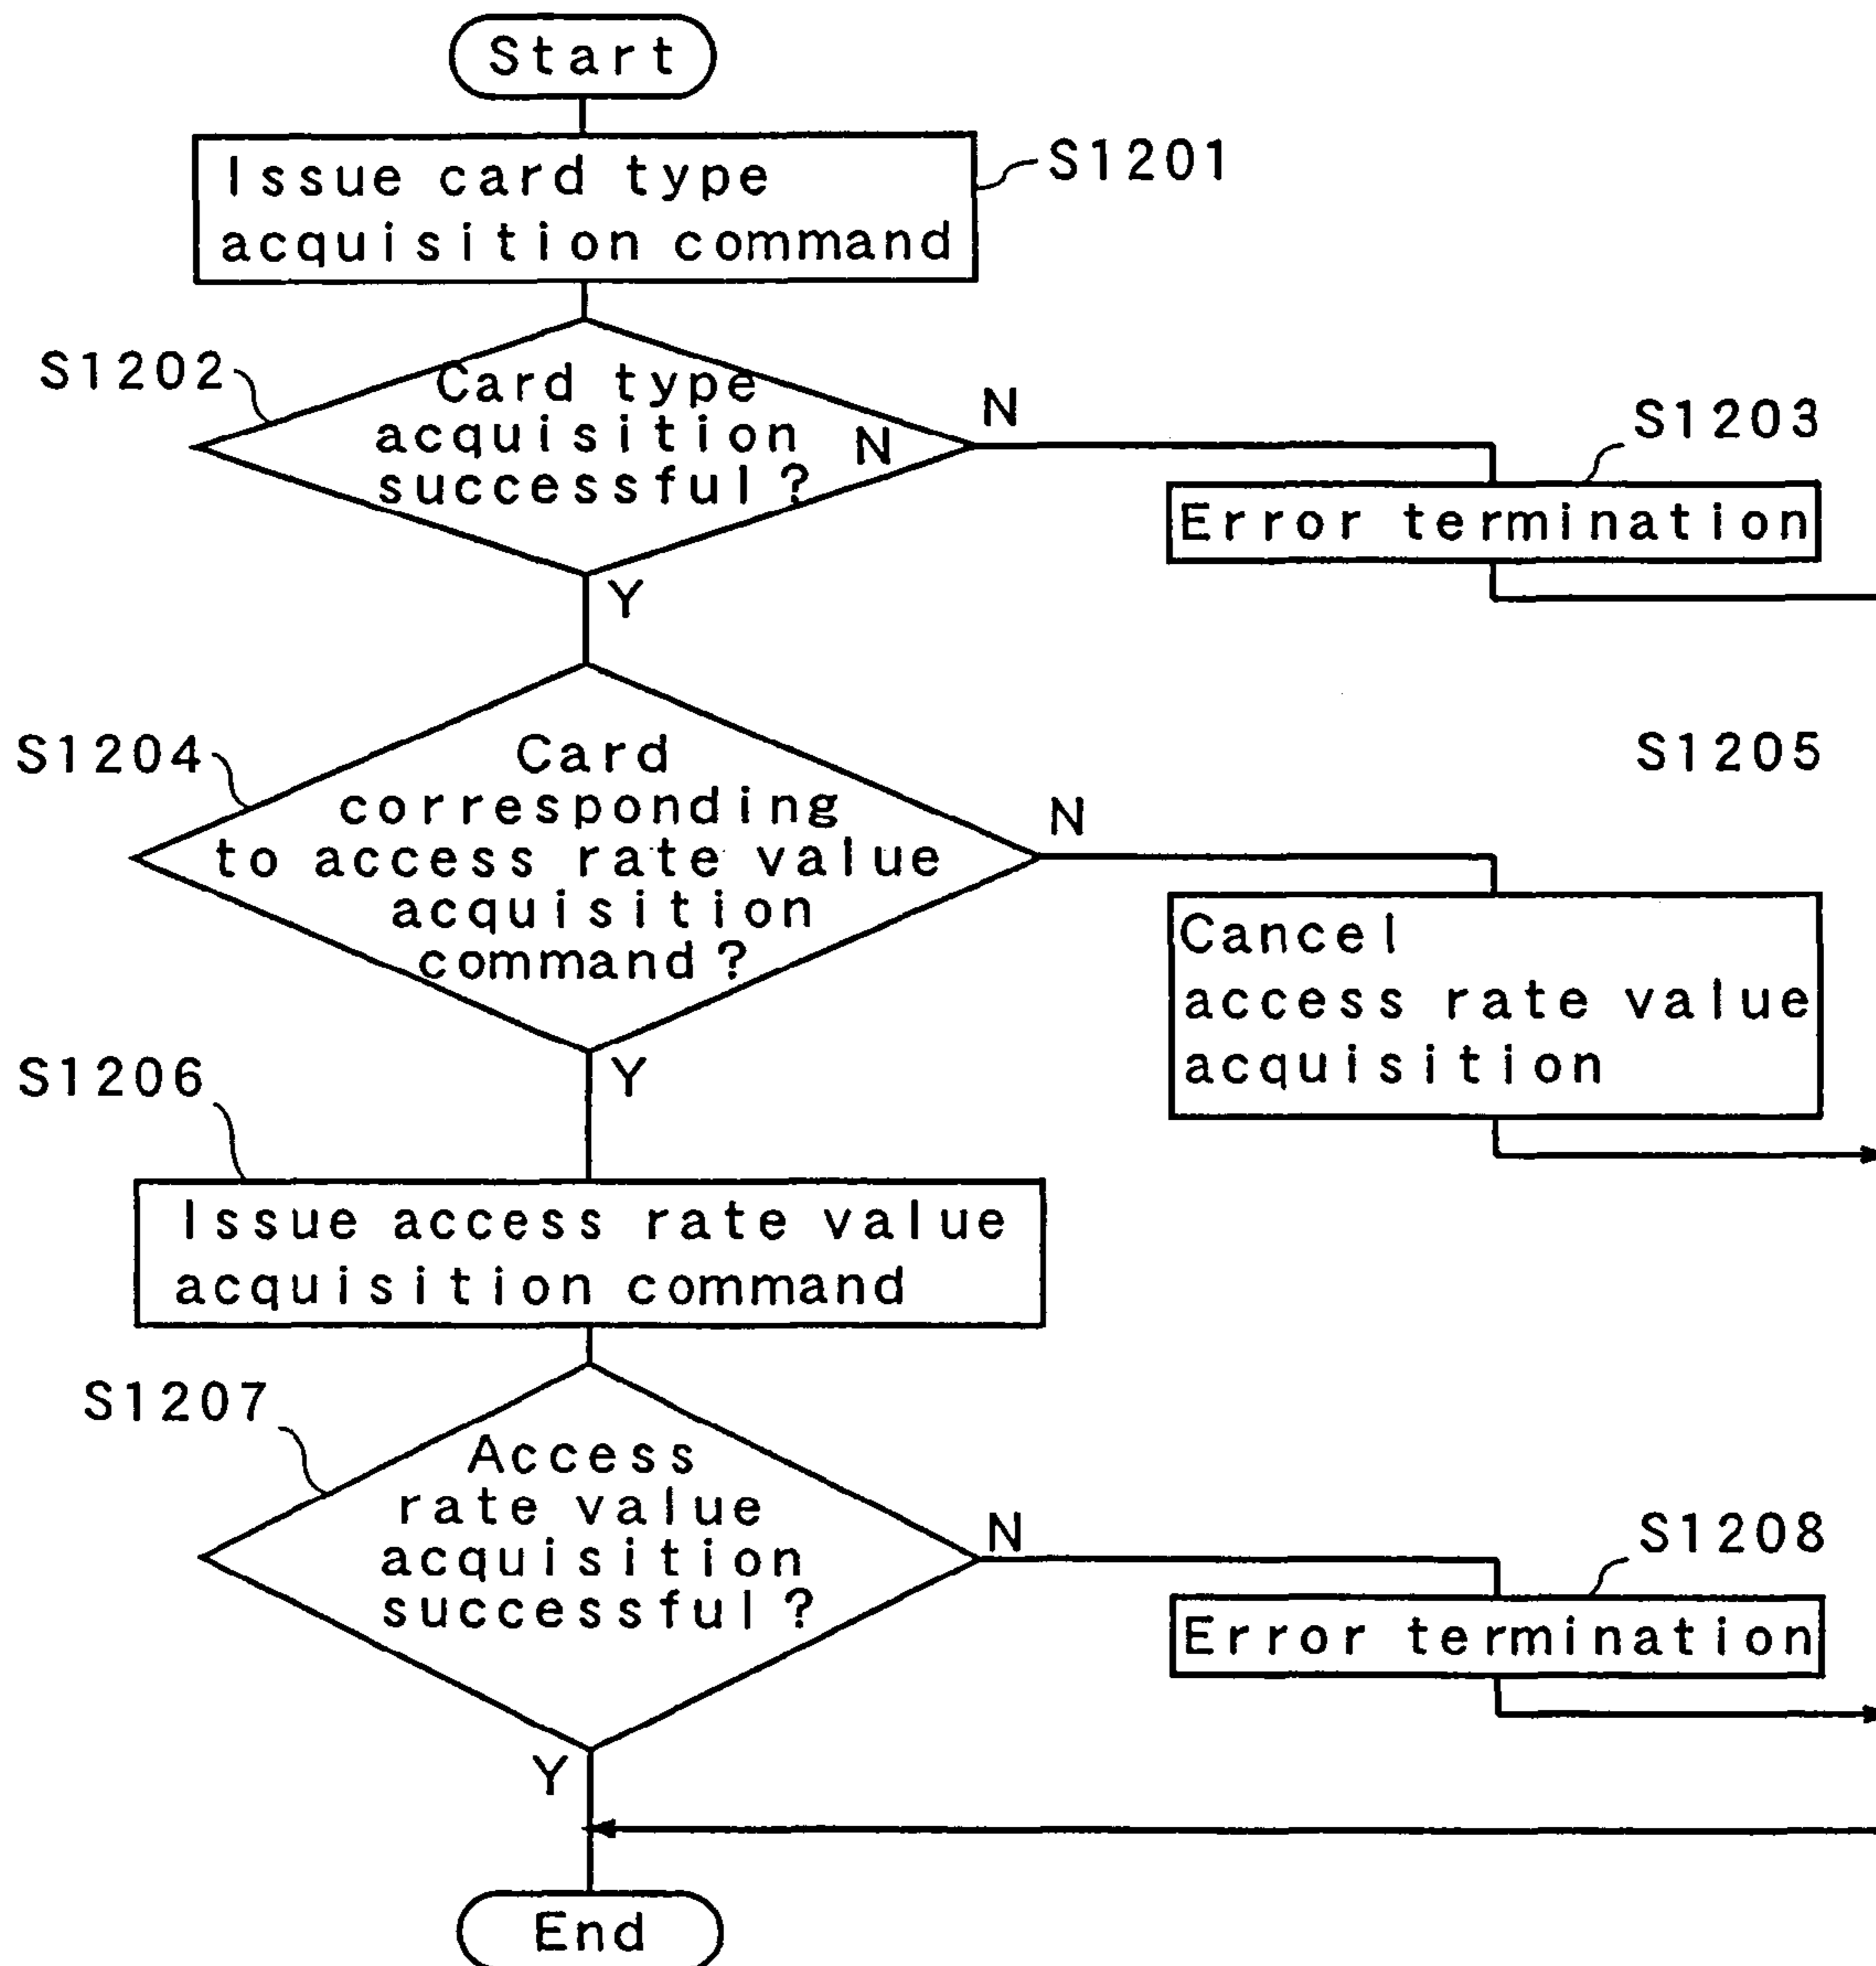 Start
Issue card type
acquisition command
S1201
S1202
Card type
acquisition
successful?
N
N
S1203
Error termination
Y
S1204
Card
corresponding
to access rate value
acquisition
command?
N
S1205
Cancel
access rate value
acquisition
Y
S1206
Issue access rate value
acquisition command
S1207
Access
rate value
acquisition
successful?
N
S1208
Error termination
Y
End